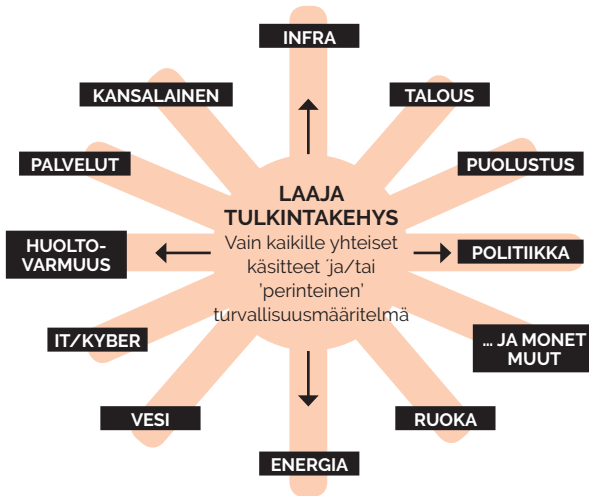 INFRA
KANSALAINEN
TALOUS
PALVELUT
PUOLUSTUS
LAAJA
TULKINTAKEHYS
Vain kaikille yhteiset
käsitteet ´ja/tai
’perinteinen’
turvallisuusmääritelmä
HUOLTO-
VARMUUS
POLITIIKKA
IT/KYBER
... JA MONET
MUUT
VESI
RUOKA
ENERGIA